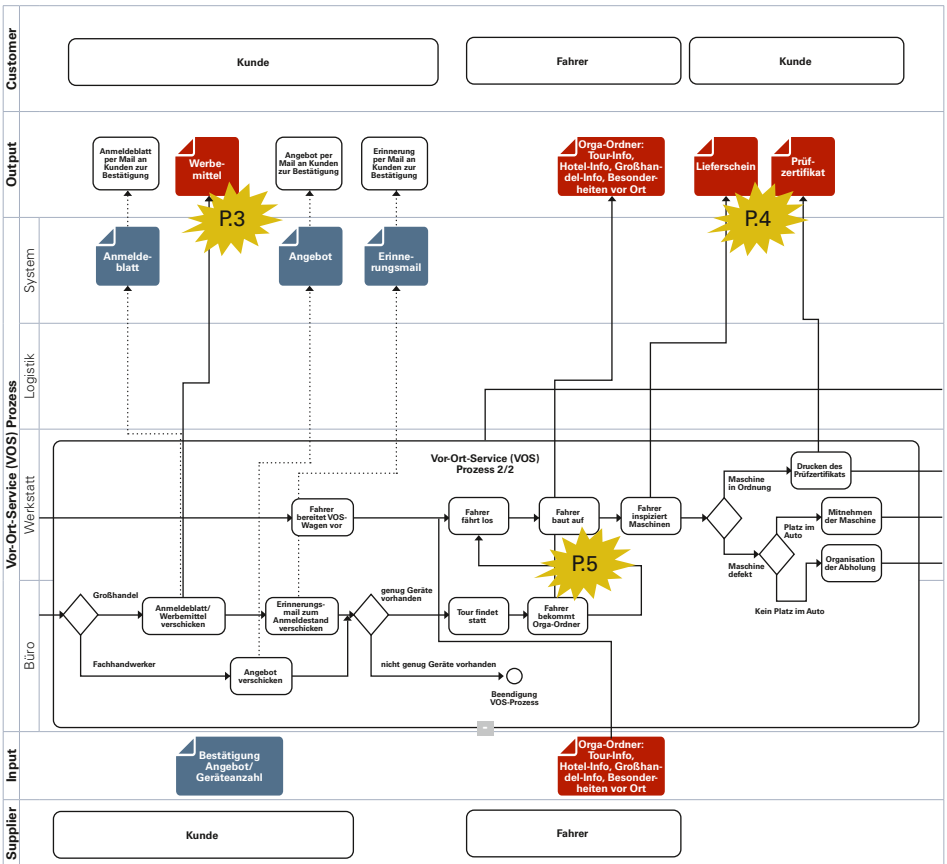 Customer
Kunde
Fahrer
Kunde
Output
Anmeldeblatt
per Mail an
Kunden zur
Bestätigung
Werbe-
mittel
Angebot per
Mail an Kunden
zur Bestätigung
Erinnerung
per Mail an
Kunden zur
Bestätigung
Orga-Ordner:
Tour-Info,
Hotel-Info, Großhan-
del-Info, Besonder-
heiten vor Ort
Lieferschein
Prüf-
zertifikat
P.3
P.4
Vor-Ort-Service (VOS) Prozess
System
Anmelde-
blatt
Angebot
Erinne-
rungsmail
Logistik
Werkstatt
Vor-Ort-Service (VOS)
Prozess 2/2
Fahrer
bereitet VOS-
Wagen vor
Fahrer
fährt los
Fahrer
baut auf
Fahrer
inspiziert
Maschinen
Maschine
in Ordnung
Drucken des
Prüfzertifikats
Maschine
defekt
Platz im
Auto
Mitnehmen
der Maschine
Organisation
der Abholung
Kein Platz im Auto
P.5
Büro
Großhandel
Anmeldeblatt/
Werbemittel
verschicken
Erinnerungs-
mail zum
Anmeldestand
verschicken
genug Geräte
vorhanden
Tour findet
statt
Fahrer
bekommt
Orga-Ordner
Fachhandwerker
Angebot
verschicken
nicht genug Geräte vorhanden
Beendigung
VOS-Prozess
Input
Bestätigung
Angebot/
Geräteanzahl
Orga-Ordner:
Tour-Info,
Hotel-Info, Großhan-
del-Info, Besonder-
heiten vor Ort
Supplier
Kunde
Fahrer